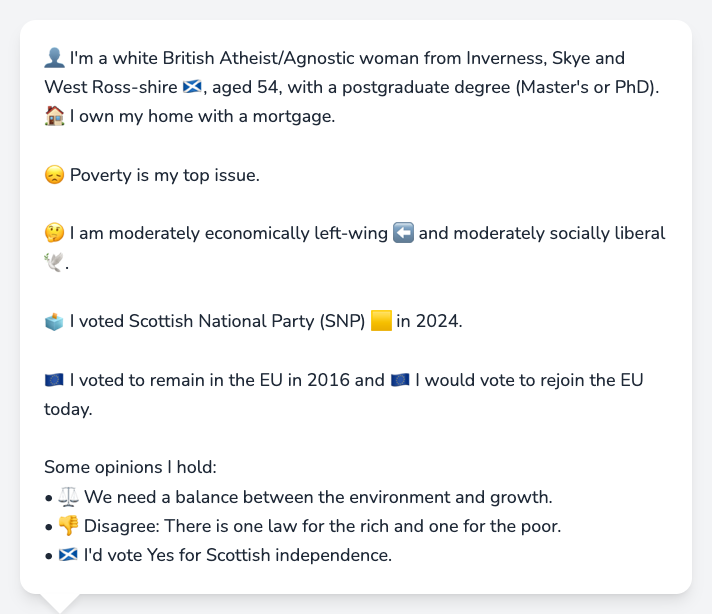 👤 I'm a white British Atheist/Agnostic woman from Inverness, Skye and
West Ross-shire 🏴󠁧󠁢󠁳󠁣󠁴󠁿, aged 54, with a postgraduate degree (Master's or PhD).
🏠 I own my home with a mortgage.
😞 Poverty is my top issue.
🤔 I am moderately economically left-wing ⬅️ and moderately socially liberal
🕊️.
🗳️ I voted Scottish National Party (SNP) 🟨 in 2024.
🇪🇺 I voted to remain in the EU in 2016 and 🇪🇺 I would vote to rejoin the EU
today.
Some opinions I hold:
• ⚖️ We need a balance between the environment and growth.
• 👎 Disagree: There is one law for the rich and one for the poor.
• 🏴󠁧󠁢󠁳󠁣󠁴󠁿 I'd vote Yes for Scottish independence.